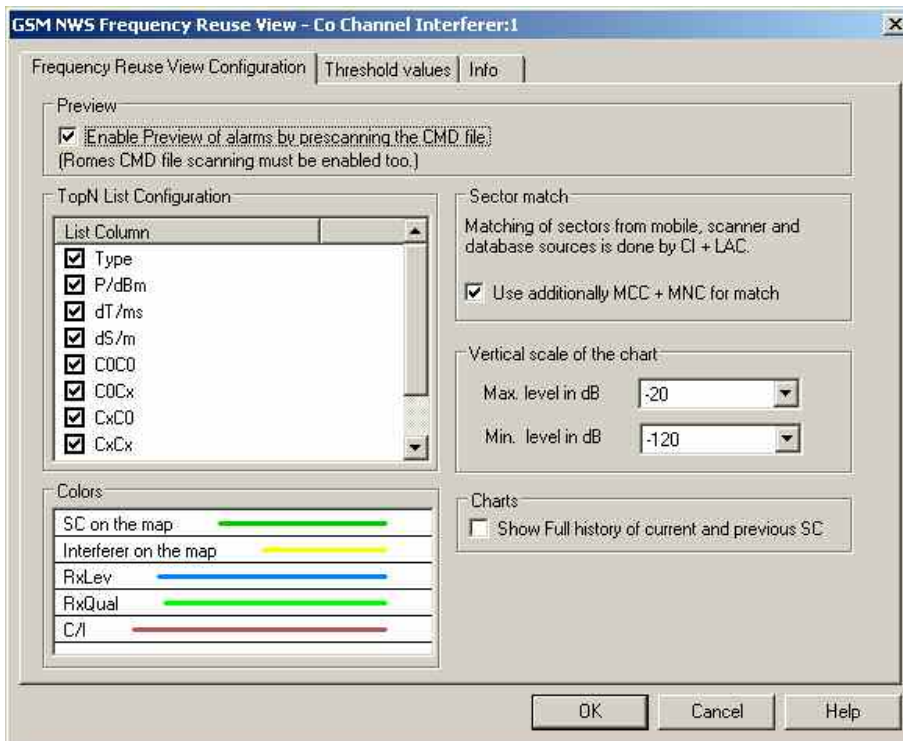 GSM NWS Frequency Reuse View - Co Channel Interferer:1
Frequency Reuse View Configuration
Threshold values
Info
Preview
Enable Preview of alarms by prescanning the CMD file.
(Romes CMD file scanning must be enabled too.)
TopN List Configuration
List Column
Type
P/dBm
dT/ms
dS/m
C0C0
C0Cx
CxC0
CxCx
Sector match
Matching of sectors from mobile, scanner and
database sources is done by CI + LAC.
Use additionally MCC + MNC for match
Vertical scale of the chart
Max. level in dB
-20
Min. level in dB
-120
Colors
SC on the map
Interferer on the map
RxLev
RxQual
C/I
Charts
Show Full history of current and previous SC
OK
Cancel
Help